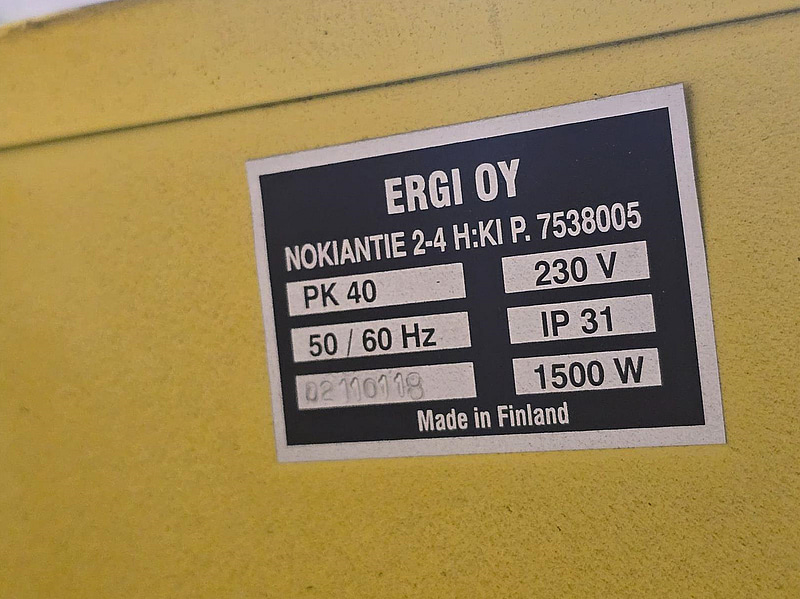 ERGI OY
NOKIANTIE 2-4 H:KI P. 7538005
PK 40 230 V
50 / 60 Hz IP 31
02110118 1500 W
Made in Finland